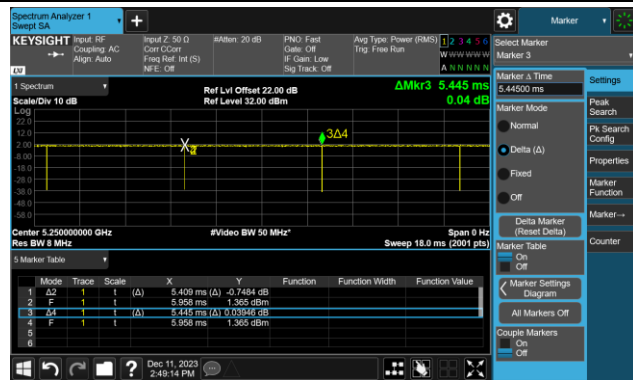 Spectrum Analyzer 1
Swept SA
Marker
KEYSIGHT
Input: RF
Coupling: AC
Align: Auto
Input Z: 50 Ω
Corr CCorr
Freq Ref: Int (S)
NFE: Off
#Atten: 20 dB
PNO: Fast
Gate: Off
IF Gain: Low
Sig Track: Off
Avg Type: Power (RMS)
Trig: Free Run
1 2 3 4 5 6
W W W W W W
A N N N N N
Select Marker
Marker 3
LXI
1 Spectrum
Scale/Div 10 dB
Log
Ref Lvl Offset 22.00 dB
Ref Level 32.00 dBm
ΔMkr3 5.445 ms
0.04 dB
22.0
12.0
2.00
-8.00
-18.0
-28.0
-38.0
-48.0
-58.0
X
3Δ4
Center 5.250000000 GHz
Res BW 8 MHz
#Video BW 50 MHz*
Span 0 Hz
Sweep 18.0 ms (2001 pts)
5 Marker Table
Mode Trace Scale X Y Function Function Width Function Value
1 Δ2 1 t (Δ) 5.409 ms (Δ) -0.7484 dB
2 F 1 t 5.958 ms 1.365 dBm
3 Δ4 1 t (Δ) 5.445 ms (Δ) 0.03946 dB
4 F 1 t 5.958 ms 1.365 dBm
5
6
Dec 11, 2023
2:49:14 PM
Marker Δ Time
5.44500 ms
Marker Mode
Normal
Delta (Δ)
Fixed
Off
Delta Marker
(Reset Delta)
Marker Table
On
Off
Marker Settings
Diagram
All Markers Off
Couple Markers
On
Off
Settings
Peak
Search
Pk Search
Config
Properties
Marker
Function
Marker→
Counter